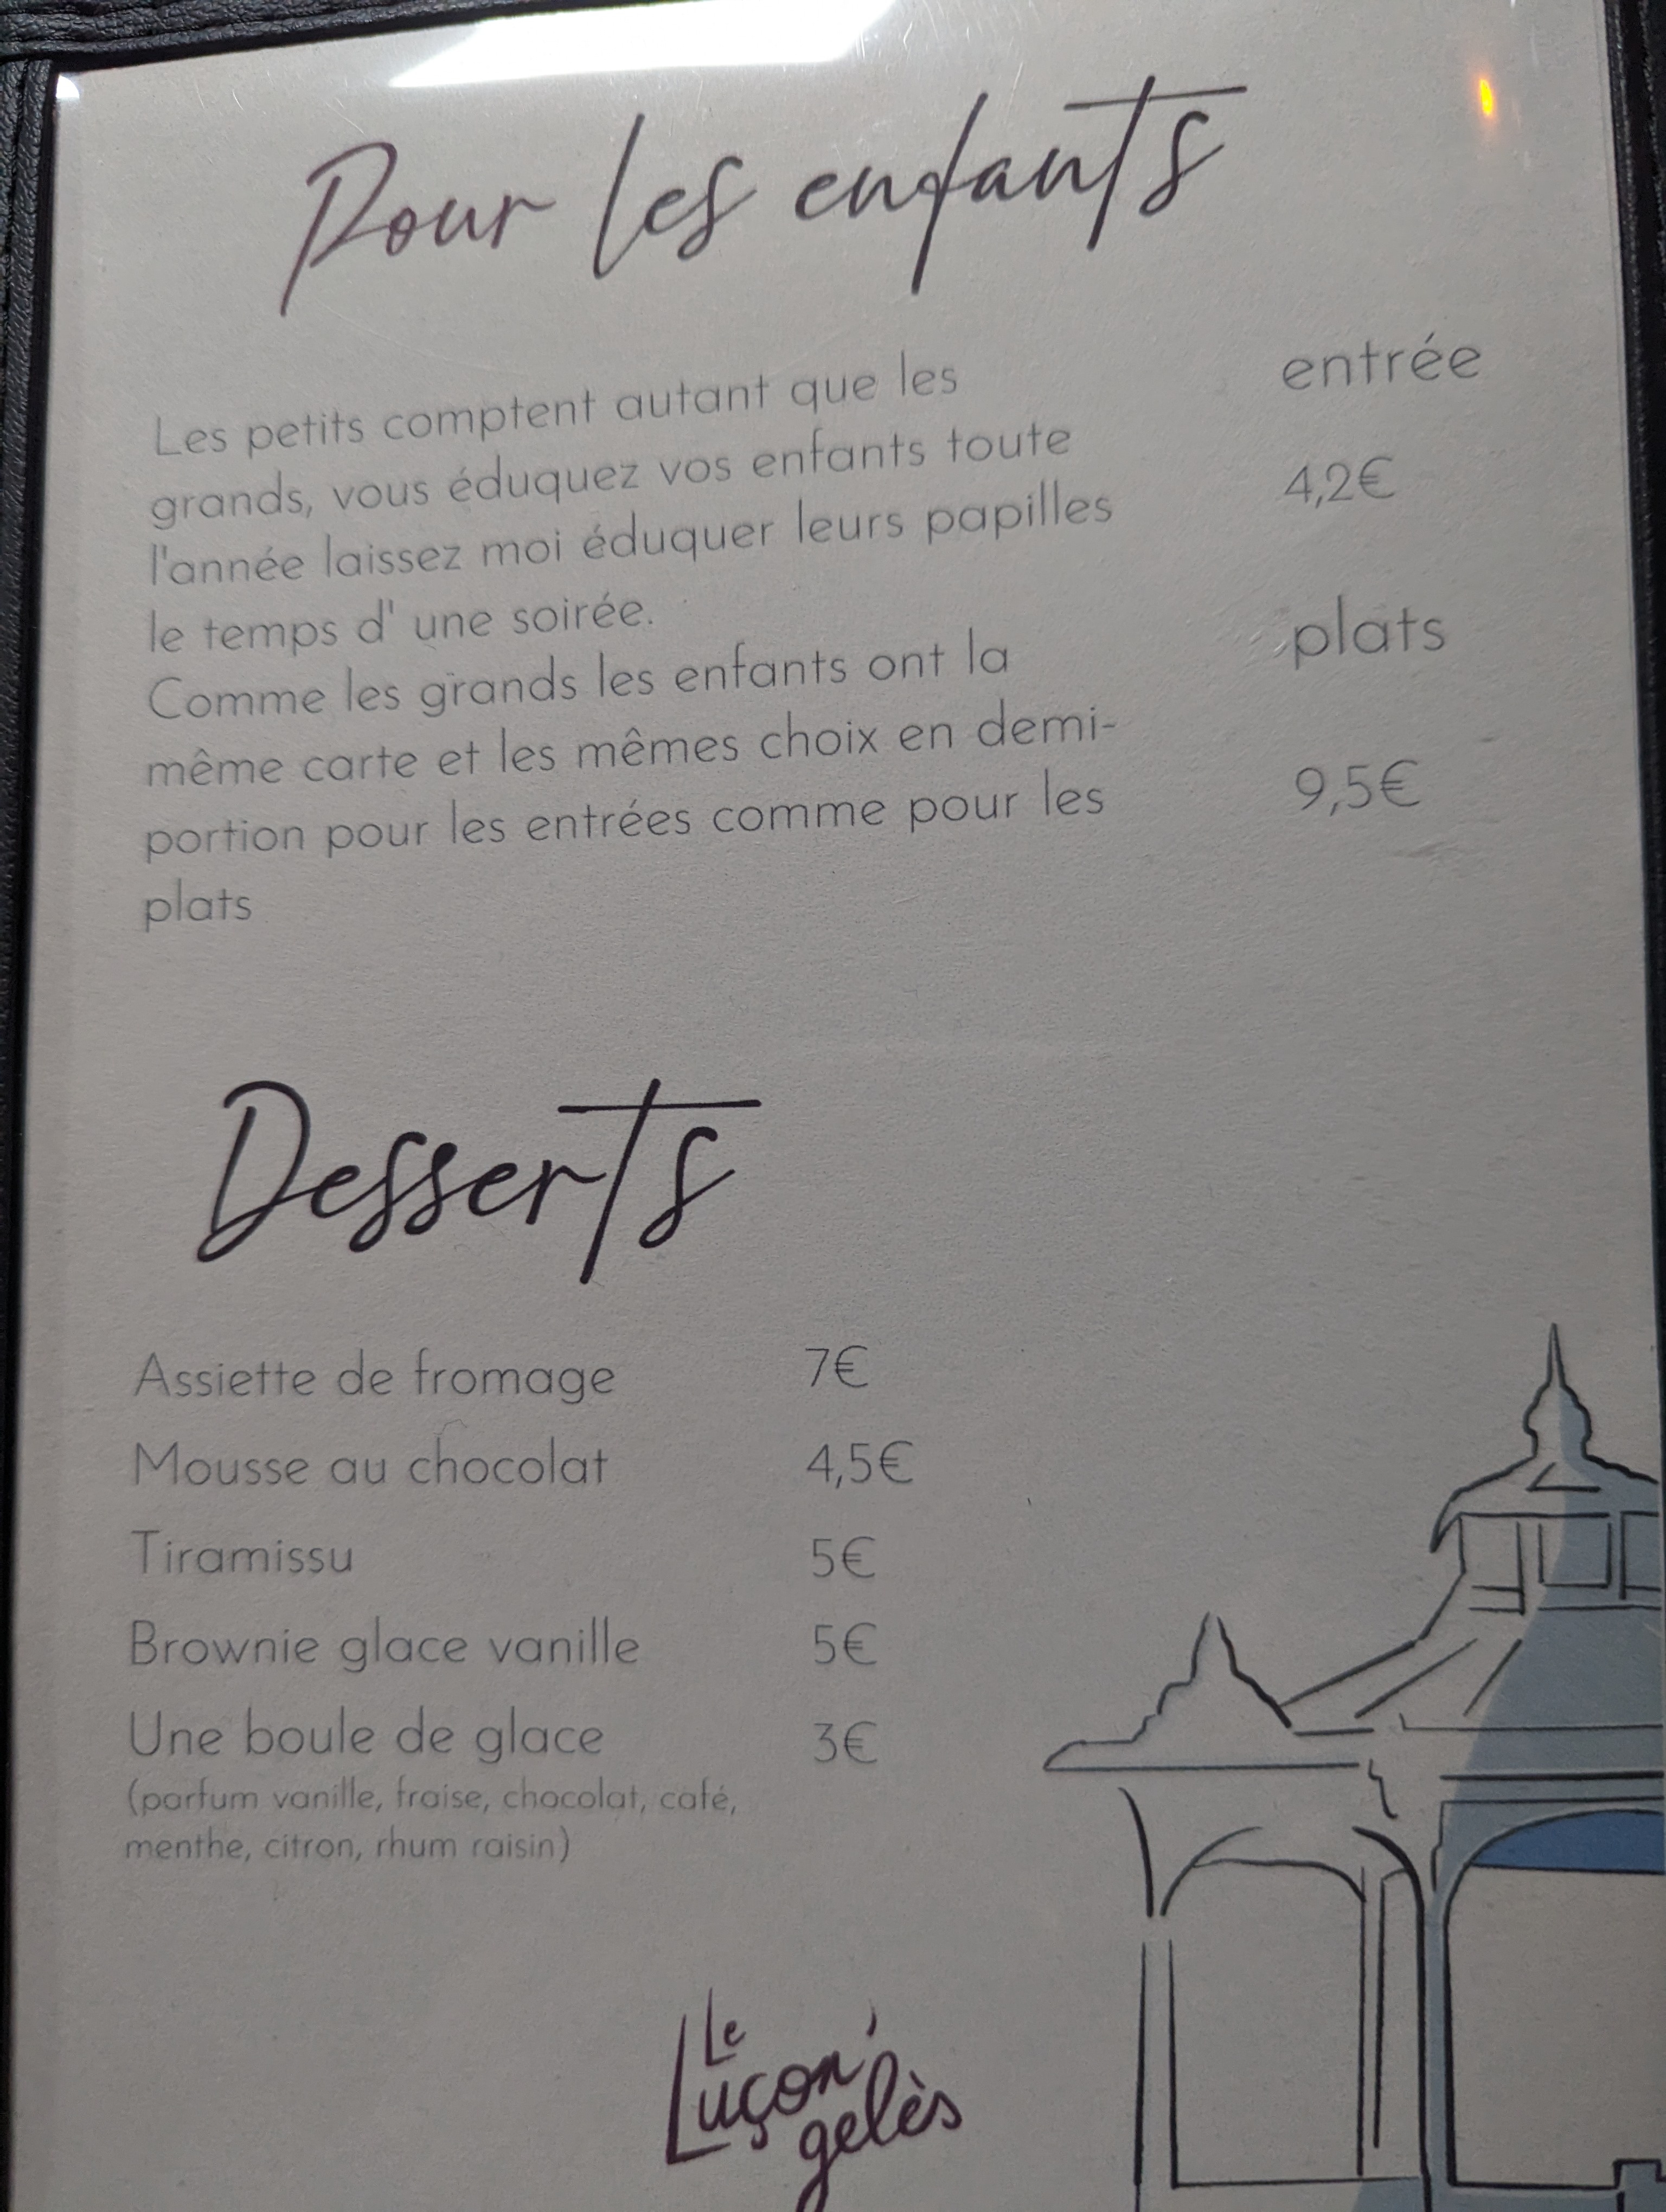 Pour les enfants
Les petits comptent autant que les
grands, vous éduquez vos enfants toute
l'année laissez moi éduquer leurs papilles
le temps d' une soirée.
Comme les grands les enfants ont la
même carte et les mêmes choix en demi-
portion pour les entrées comme pour les
plats
entrée
4,2€
plats
9,5€
Desserts
Assiette de fromage 7€
Mousse au chocolat 4,5€
Tiramissu 5€
Brownie glace vanille 5€
Une boule de glace 3€
(parfum vanille, fraise, chocolat, café,
menthe, citron, rhum raisin)
Le
Luçon'
gelès